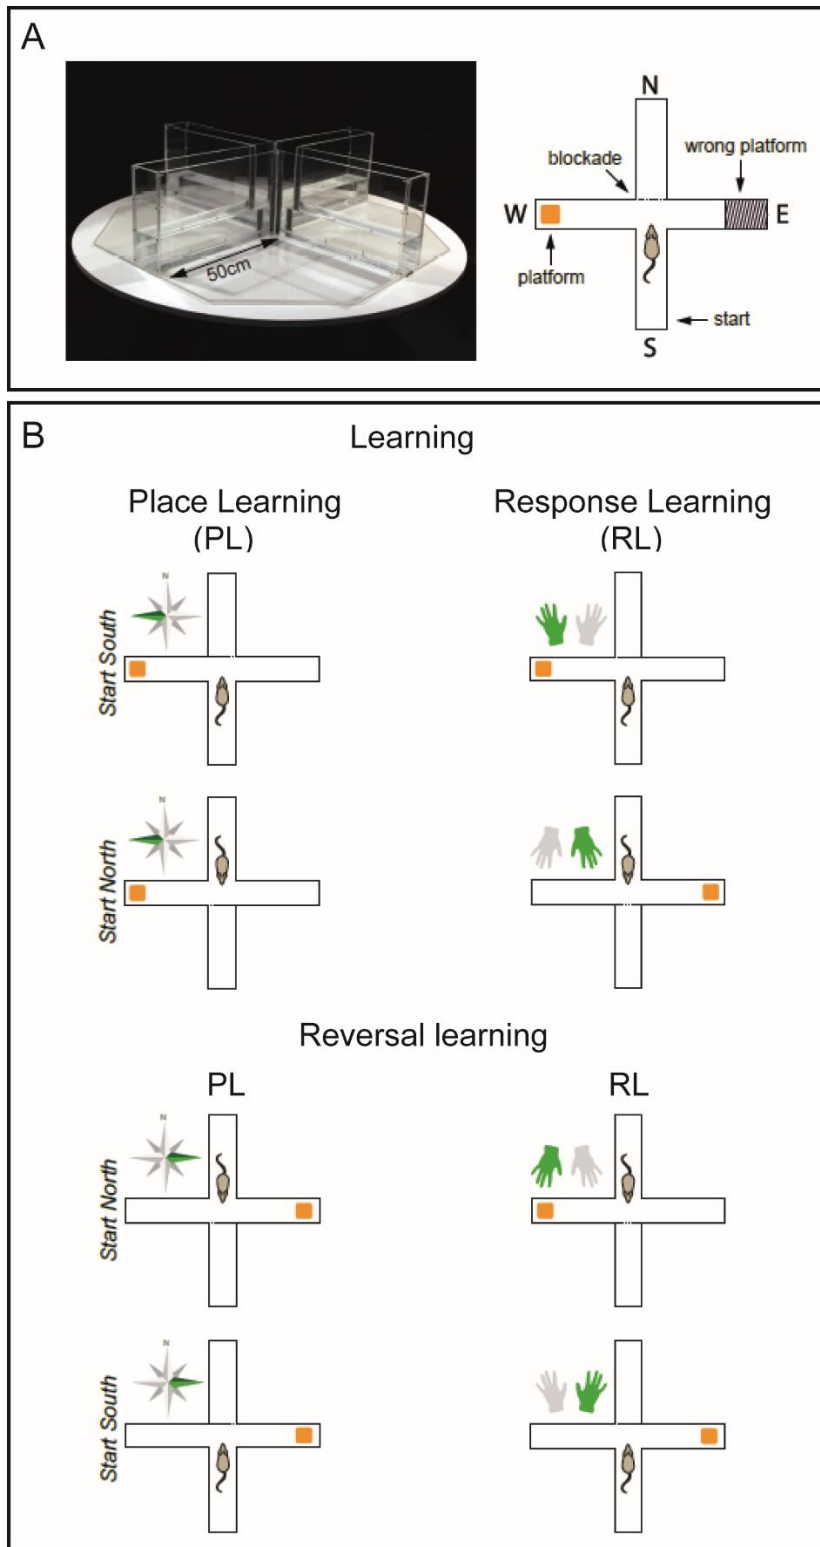 A
50cm
N
blockade
wrong platform
W
E
platform
start
S
B
Learning
Place Learning
(PL)
Response Learning
(RL)
Start South
N
Start North
N
Reversal learning
PL
RL
Start North
N
Start South
N